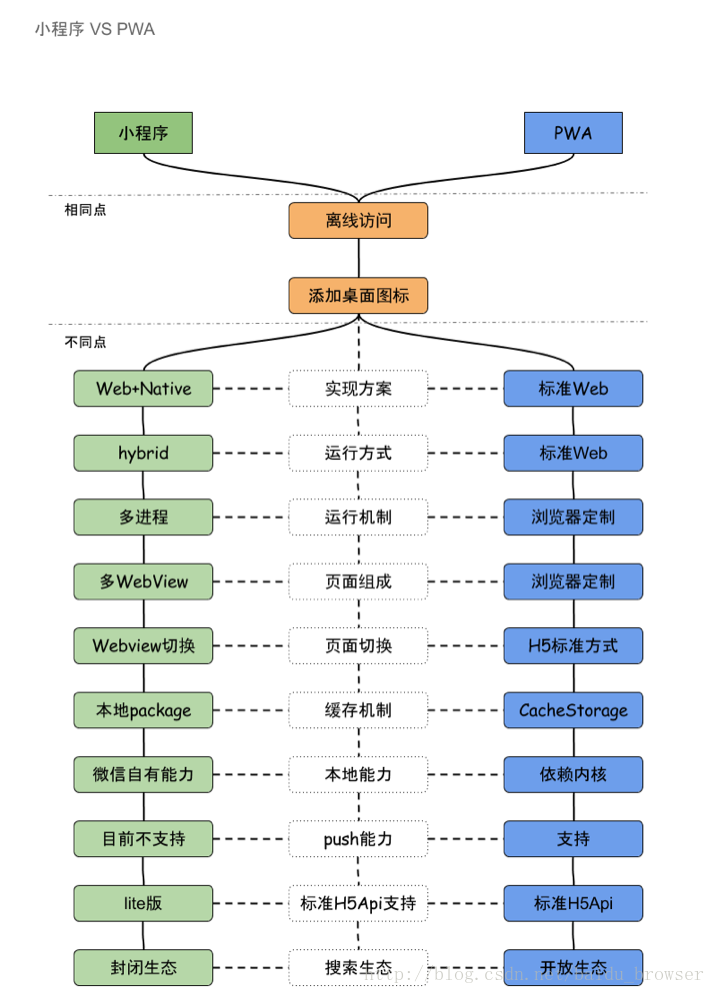 小程序 VS PWA
小程序
PWA
相同点
离线访问
添加桌面图标
不同点
Web+Native
实现方案
标准Web
hybrid
运行方式
标准Web
多进程
运行机制
浏览器定制
多WebView
页面组成
浏览器定制
Webview切换
页面切换
H5标准方式
本地package
缓存机制
CacheStorage
微信自有能力
本地能力
依赖内核
目前不支持
push能力
支持
lite版
标准H5Api支持
标准H5Api
封闭生态
搜索生态
开放生态
http://blog.csdn.net/baidu_browser